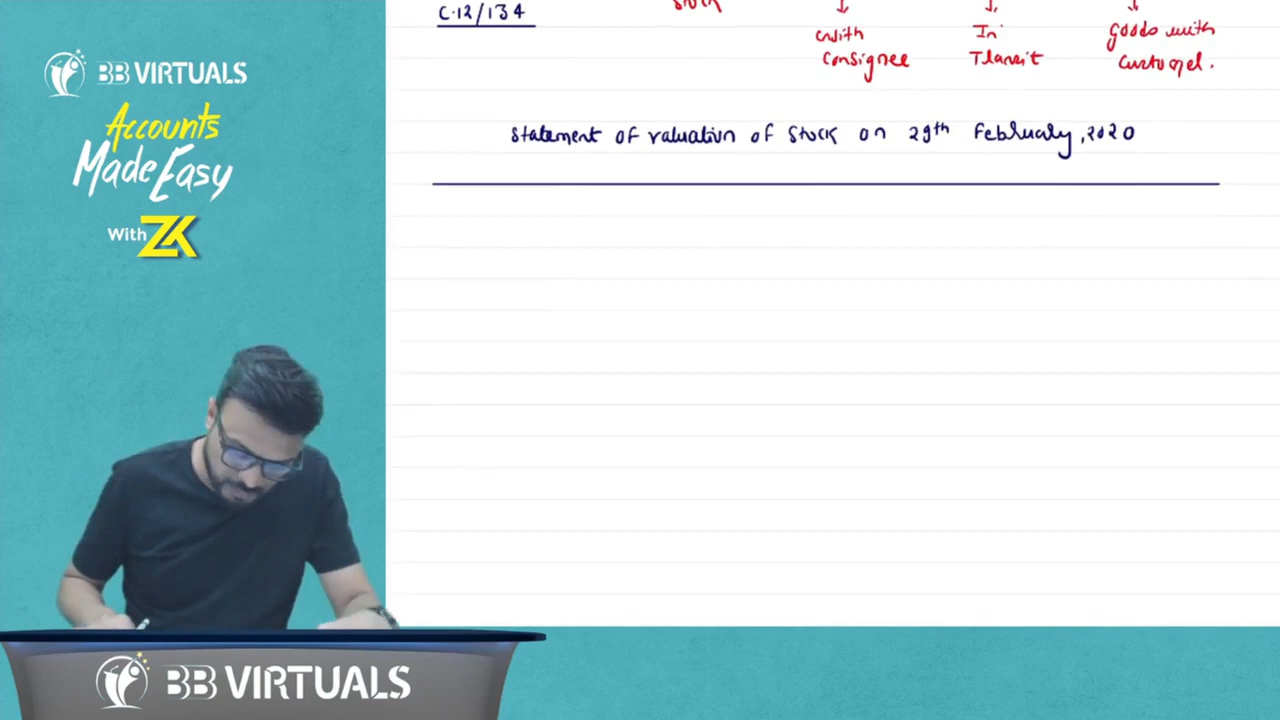 BB VIRTUALS
Accounts
Made Easy
With ZK
C.12/134
Stock
with
Consignee
In
Transit
Goods with
Customer.
Statement of valuation of Stock on 29th February, 2020
BB VIRTUALS